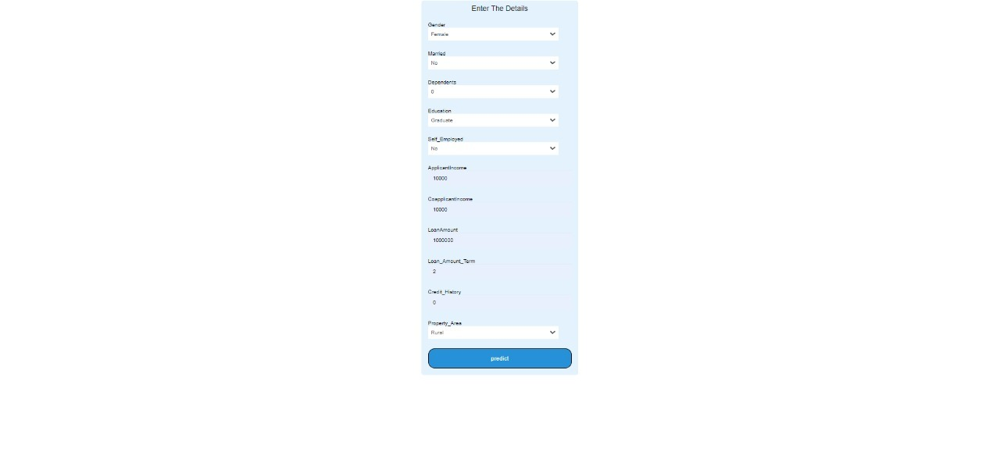 Enter The Details
Gender
Female
Married
No
Dependents
0
Education
Graduate
Self_Employed
No
ApplicantIncome
10000
CoapplicantIncome
10000
LoanAmount
1000000
Loan_Amount_Term
2
Credit_History
0
Property_Area
Rural
predict